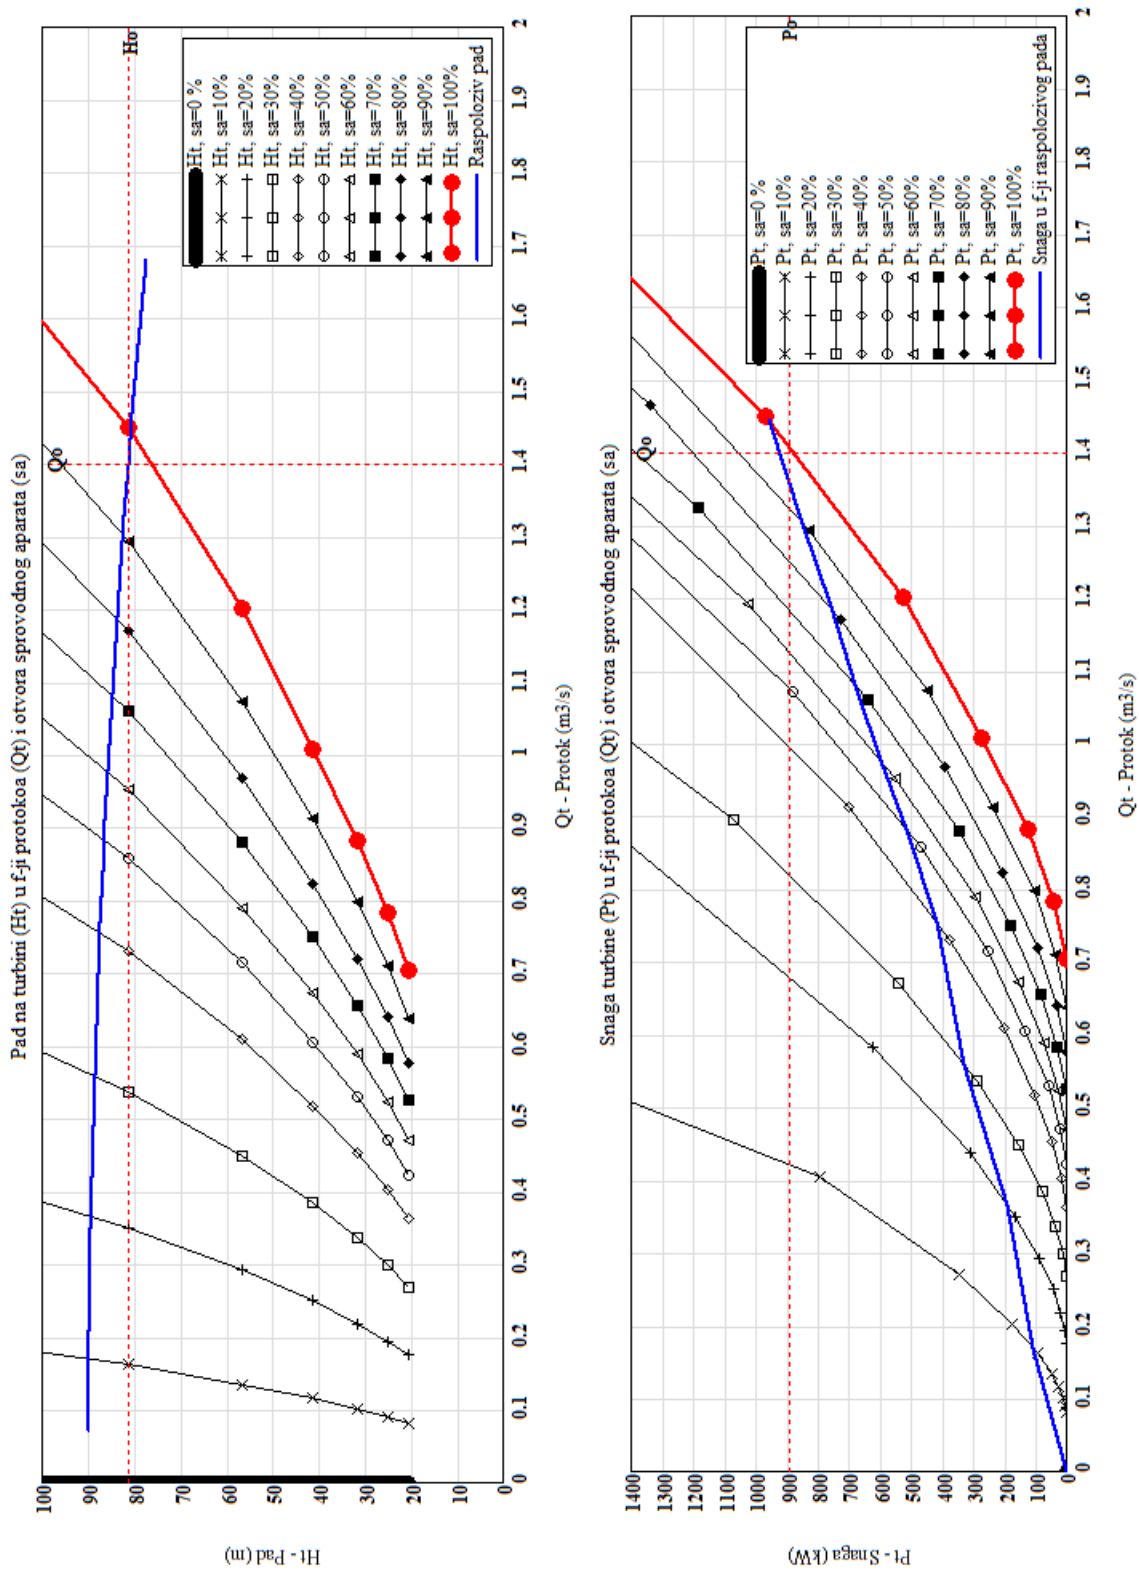 Pad na turbini (Ht) u f-ji protokoa (Qt) i otvora sprovodnog aparata (sa)
Ht - Pad (m)
100
90
80
70
60
50
40
30
20
10
0
0
0.1
0.2
0.3
0.4
0.5
0.6
0.7
0.8
0.9
1
1.1
1.2
1.3
1.4
1.5
1.6
1.7
1.8
1.9
2
Qt - Protok (m3/s)
Qo
Ho
Ht, sa=0 %
Ht, sa=10%
Ht, sa=20%
Ht, sa=30%
Ht, sa=40%
Ht, sa=50%
Ht, sa=60%
Ht, sa=70%
Ht, sa=80%
Ht, sa=90%
Ht, sa=100%
Raspoloziv pad
Snaga turbine (Pt) u f-ji protokoa (Qt) i otvora sprovodnog aparata (sa)
Pt - Snaga (kW)
1400
1300
1200
1100
1000
900
800
700
600
500
400
300
200
100
0
0
0.1
0.2
0.3
0.4
0.5
0.6
0.7
0.8
0.9
1
1.1
1.2
1.3
1.4
1.5
1.6
1.7
1.8
1.9
2
Qt - Protok (m3/s)
Qo
Po
Pt, sa=0 %
Pt, sa=10%
Pt, sa=20%
Pt, sa=30%
Pt, sa=40%
Pt, sa=50%
Pt, sa=60%
Pt, sa=70%
Pt, sa=80%
Pt, sa=90%
Pt, sa=100%
Snaga u f-ji raspolozivog pada